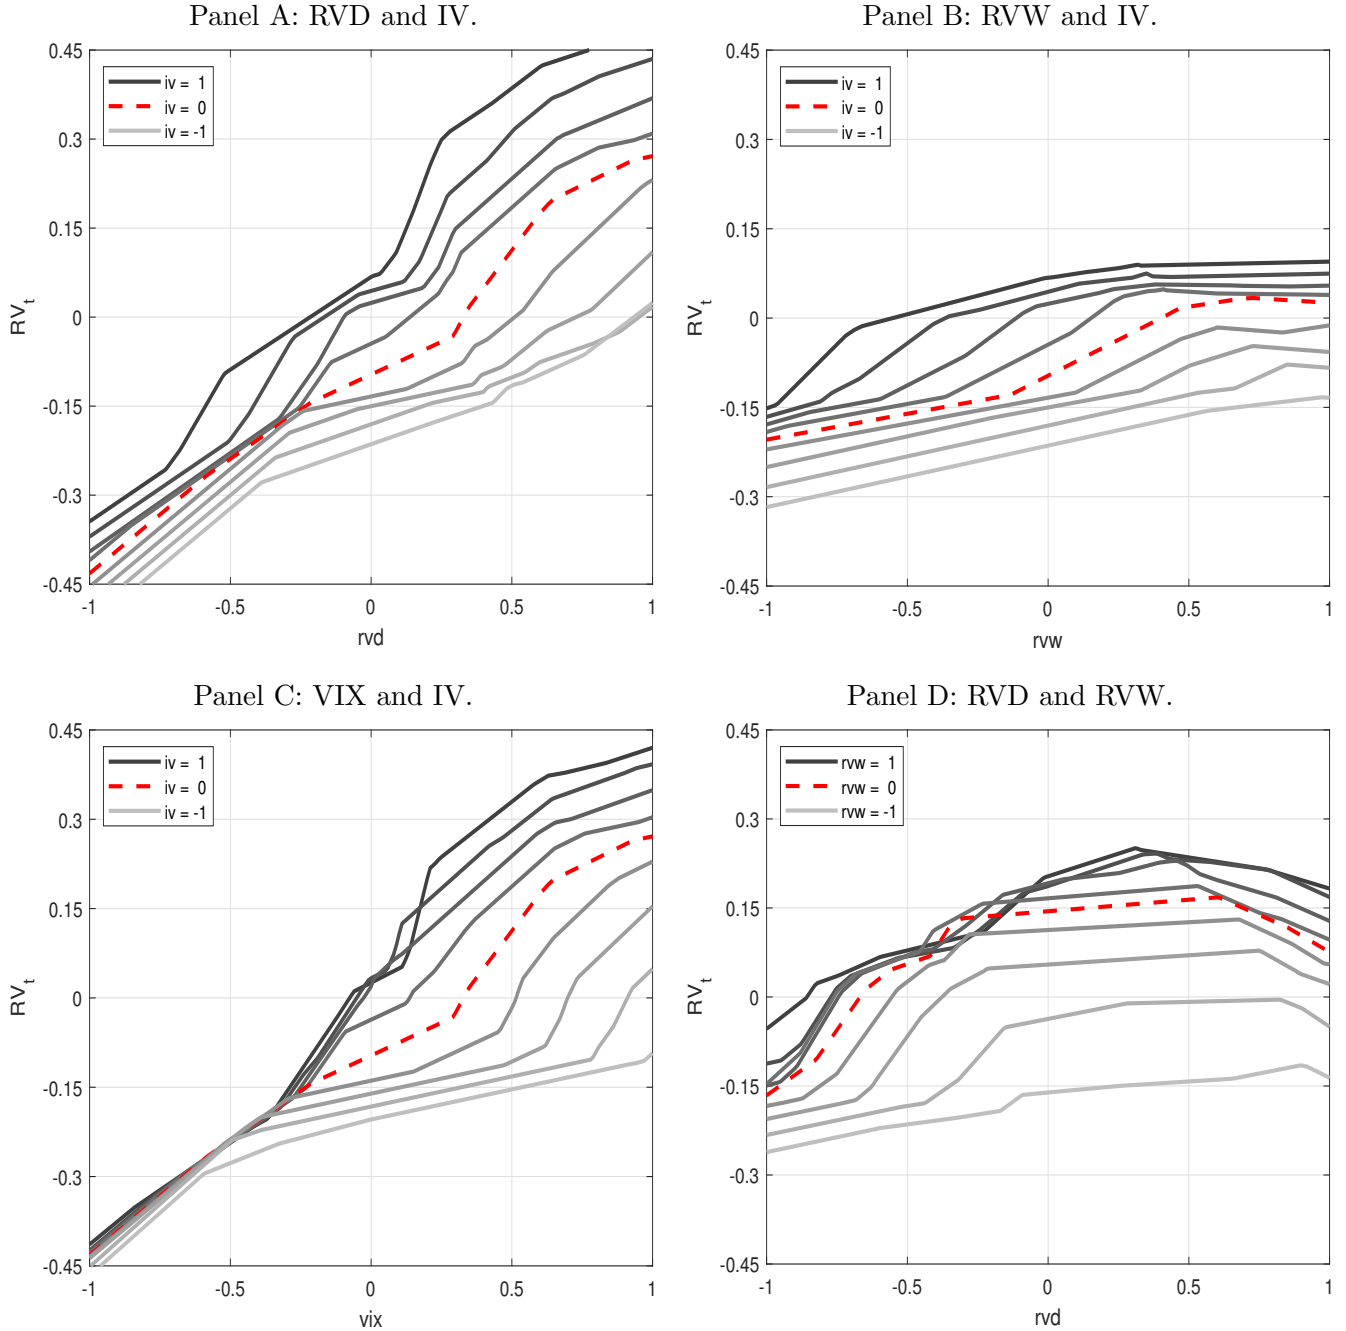 Panel A: RVD and IV.
0.45
0.3
0.15
0
-0.15
-0.3
-0.45
RVt
iv = 1
iv = 0
iv = -1
-1 -0.5 0 0.5 1
rvd
Panel B: RVW and IV.
0.45
0.3
0.15
0
-0.15
-0.3
-0.45
RVt
iv = 1
iv = 0
iv = -1
-1 -0.5 0 0.5 1
rvw
Panel C: VIX and IV.
0.45
0.3
0.15
0
-0.15
-0.3
-0.45
RVt
iv = 1
iv = 0
iv = -1
-1 -0.5 0 0.5 1
vix
Panel D: RVD and RVW.
0.45
0.3
0.15
0
-0.15
-0.3
-0.45
RVt
rvw = 1
rvw = 0
rvw = -1
-1 -0.5 0 0.5 1
rvd